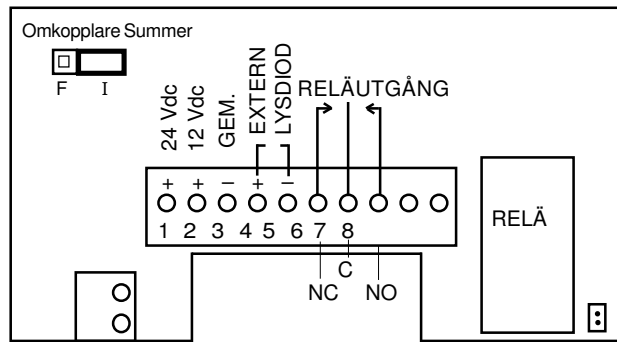 Omkopplare Summer
F I
24 Vdc
12 Vdc
GEM.
EXTERN
LYSDIOD
RELÄUTGÅNG
+ + – + –
1 2 3 4 5 6 7 8
RELÄ
C
NC NO